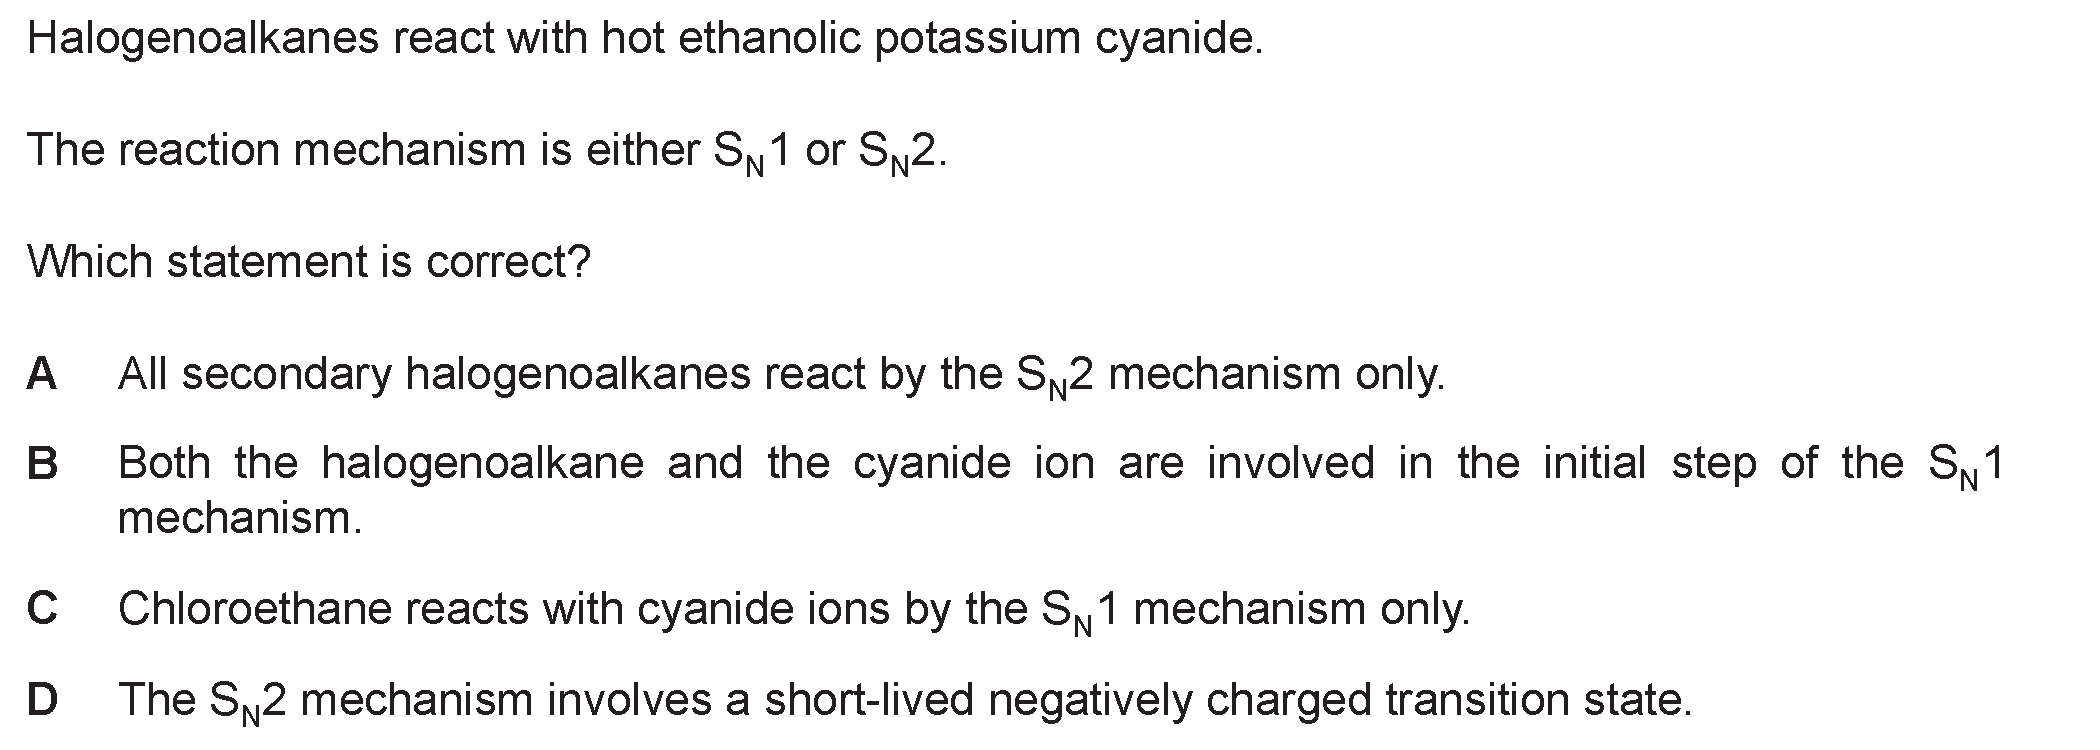 Halogenoalkanes react with hot ethanolic potassium cyanide.
The reaction mechanism is either S_N1 or S_N2.
Which statement is correct?
A All secondary halogenoalkanes react by the S_N2 mechanism only.
B Both the halogenoalkane and the cyanide ion are involved in the initial step of the S_N1
mechanism.
C Chloroethane reacts with cyanide ions by the S_N1 mechanism only.
D The S_N2 mechanism involves a short-lived negatively charged transition state.